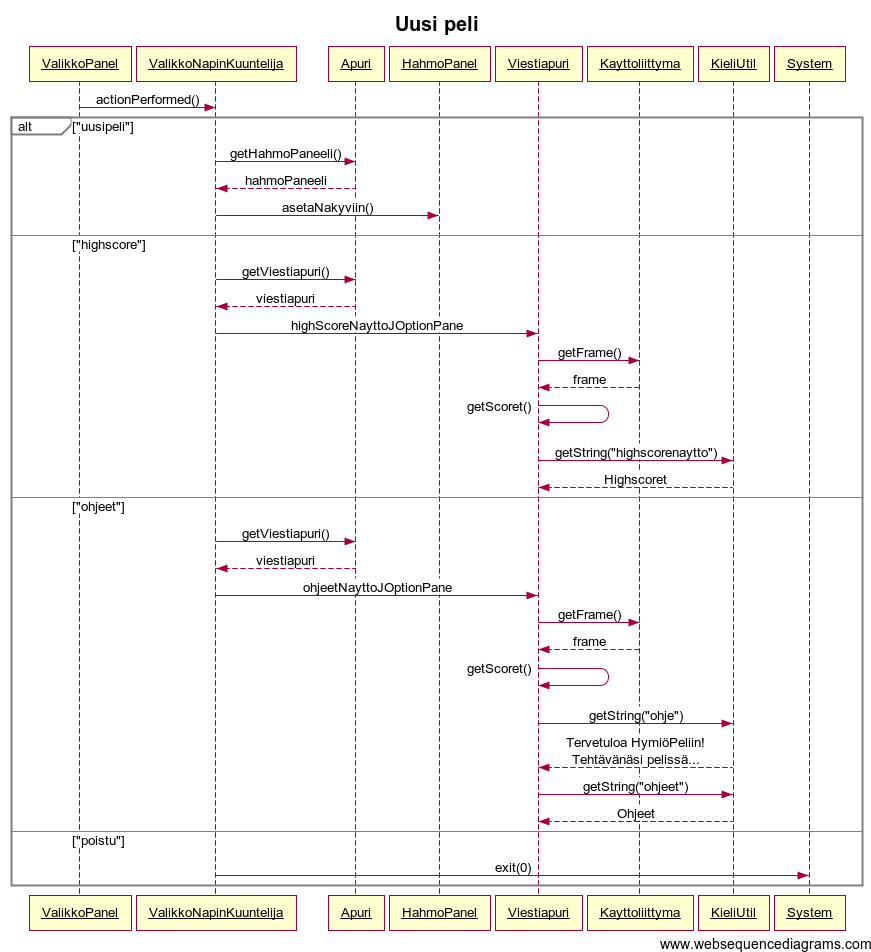 Uusi peli
ValikkoPanel ValikkoNapinKuuntelija Apuri HahmoPanel Viestiapuri Kayttoliittyma KieliUtil System
actionPerformed()
alt ["uusipeli"]
getHahmoPaneeli()
hahmoPaneeli
asetaNakyviin()
["highscore"]
getViestiapuri()
viestiapuri
highScoreNayttoJOptionPane
getFrame()
frame
getScoret()
getString("highscorenaytto")
Highscoret
["ohjeet"]
getViestiapuri()
viestiapuri
ohjeetNayttoJOptionPane
getFrame()
frame
getScoret()
getString("ohje")
Tervetuloa HymiöPeliin!
Tehtävänäsi pelissä...
getString("ohjeet")
Ohjeet
["poistu"]
exit(0)
ValikkoPanel ValikkoNapinKuuntelija Apuri HahmoPanel Viestiapuri Kayttoliittyma KieliUtil System
www.websequencediagrams.com